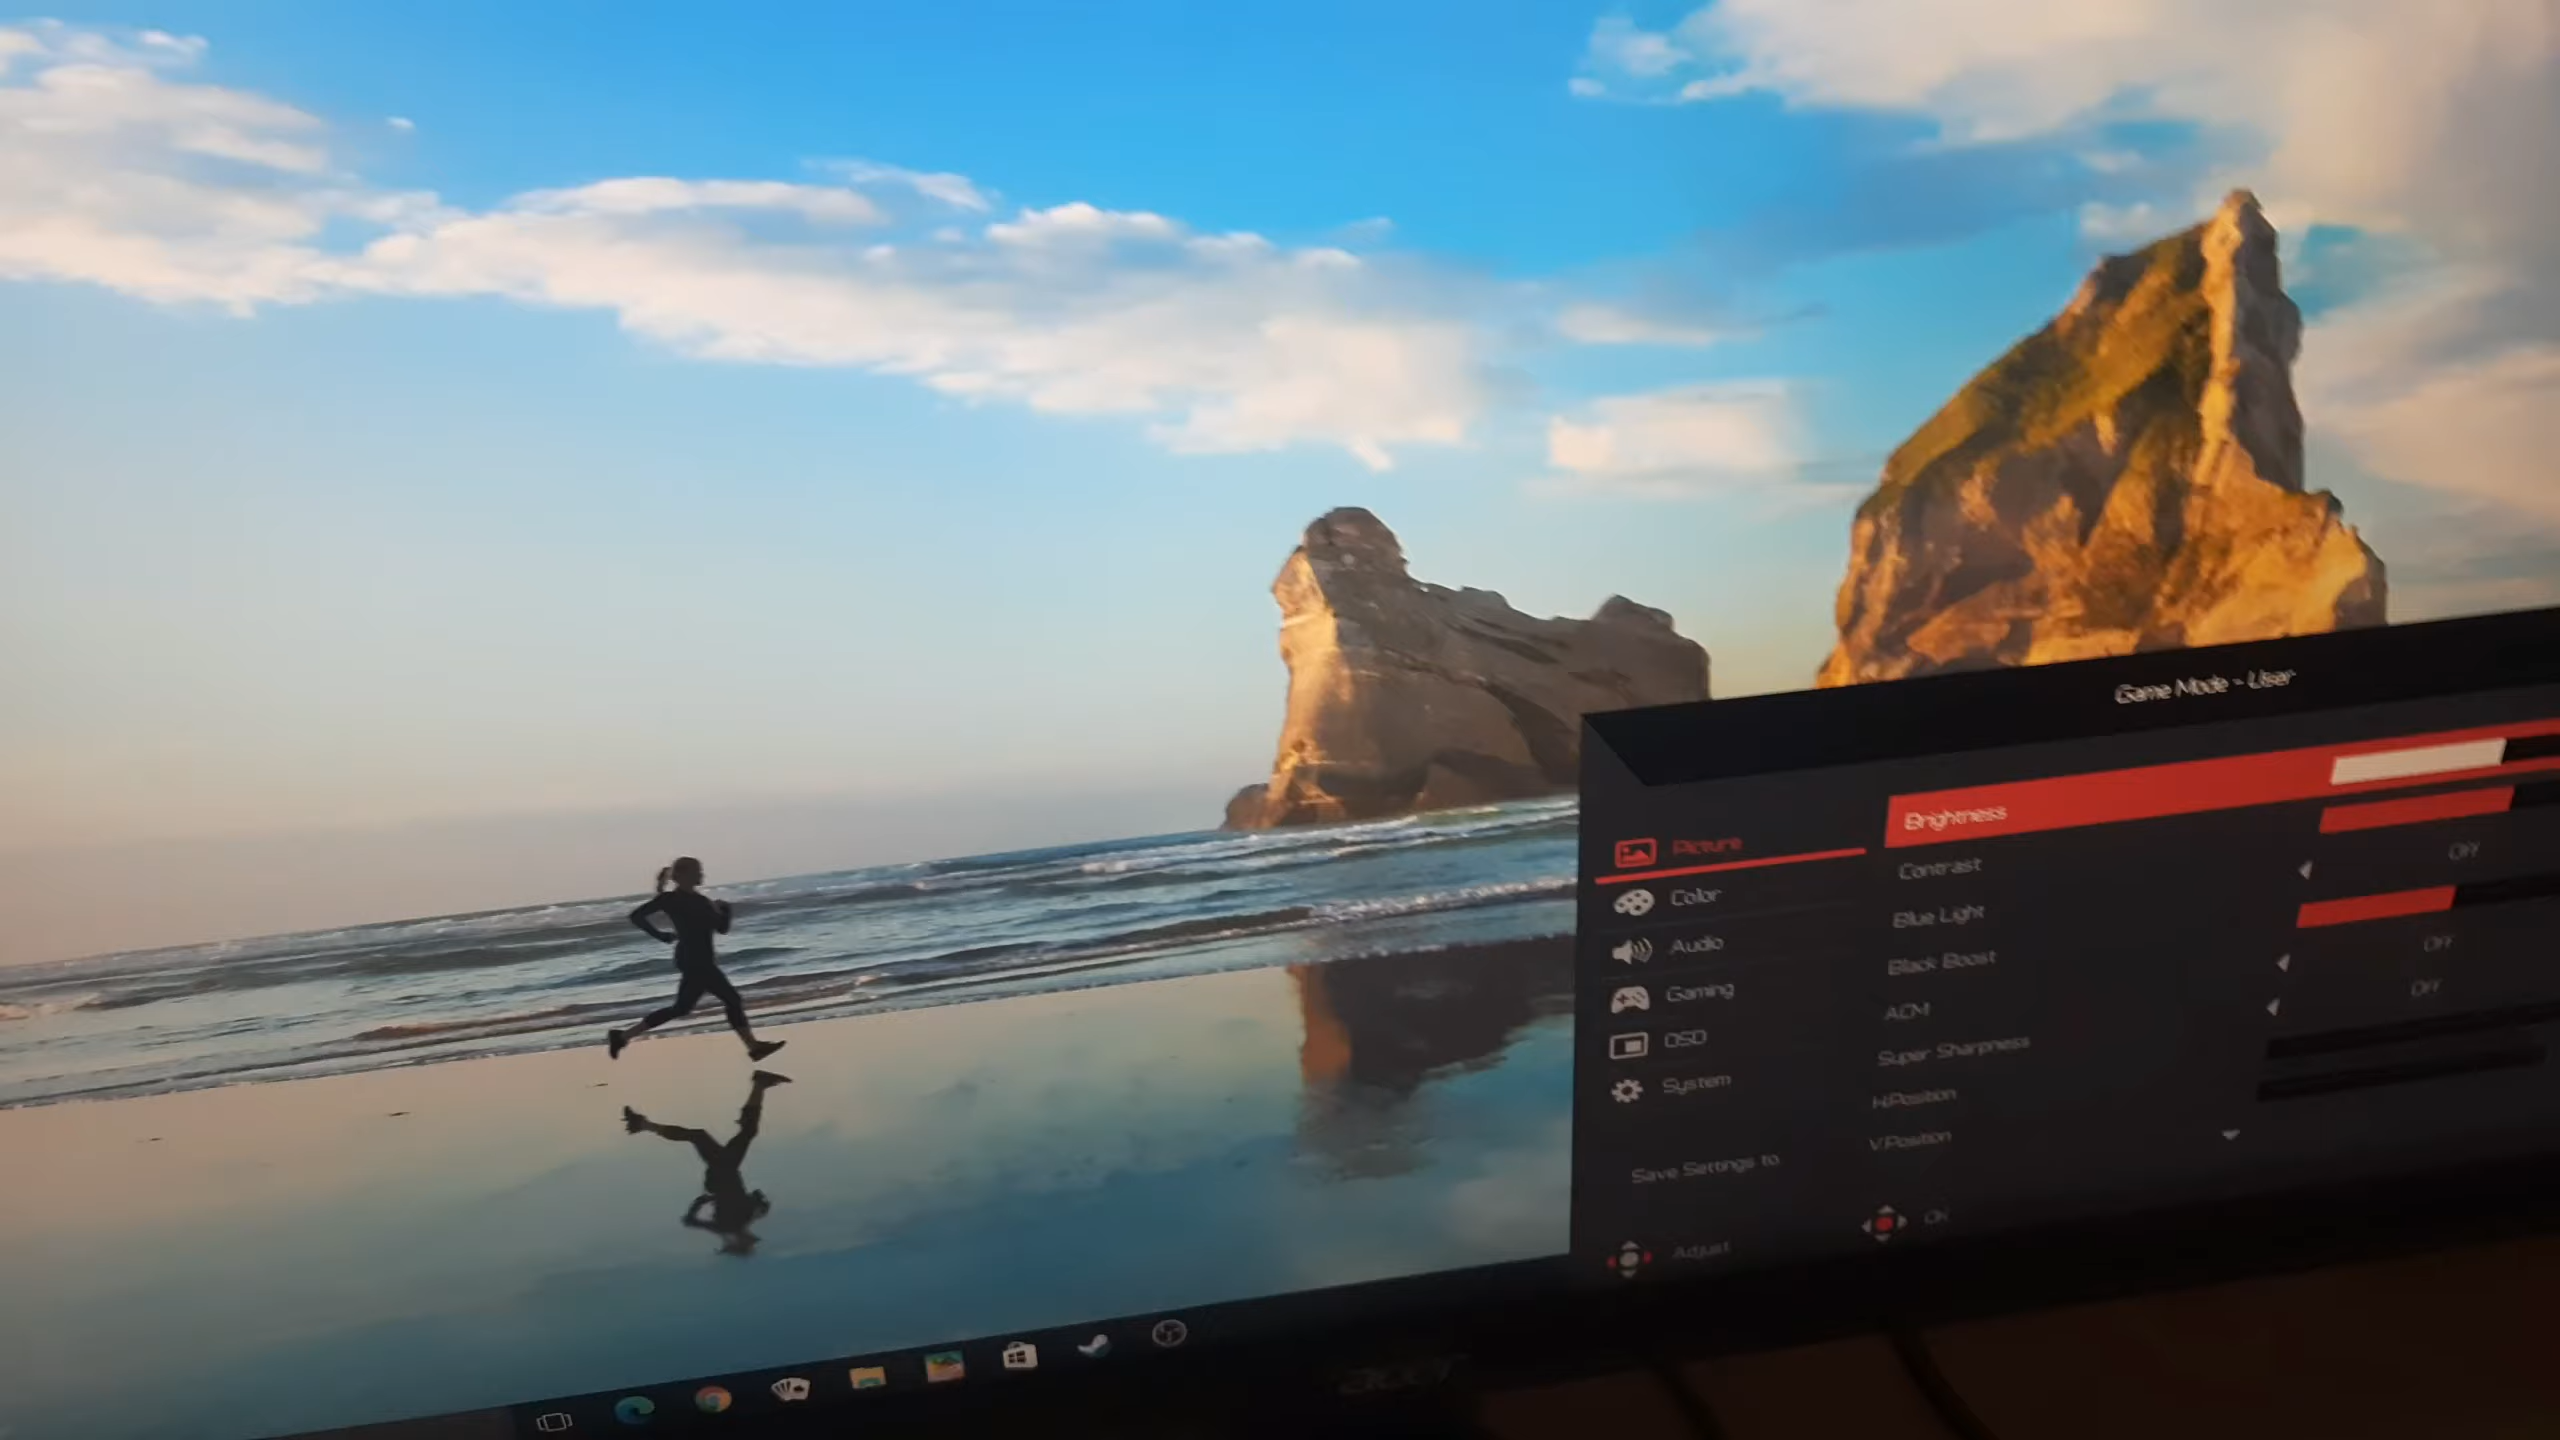 Game Mode - User
Picture
Color
Audio
Gaming
OSD
System
Save Settings to
Adjust
OK
Brightness
Contrast
Blue Light
Off
Black Boost
ACM
Off
Super Sharpness
Off
H.Position
V.Position
acer